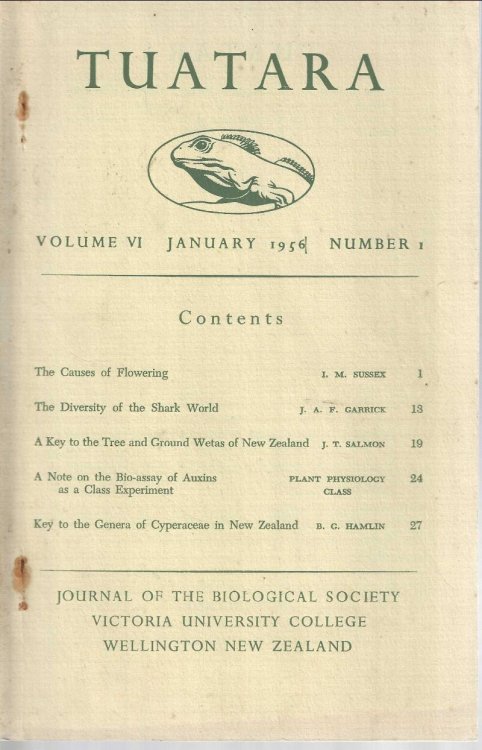 TUATARA
VOLUME VI JANUARY 1956 NUMBER 1
Contents
The Causes of Flowering I. M. SUSSEX 1
The Diversity of the Shark World J. A. F. GARRICK 13
A Key to the Tree and Ground Wetas of New Zealand J. T. SALMON 19
A Note on the Bio-assay of Auxins PLANT PHYSIOLOGY 24
as a Class Experiment CLASS
Key to the Genera of Cyperaceae in New Zealand B. G. HAMLIN 27
JOURNAL OF THE BIOLOGICAL SOCIETY
VICTORIA UNIVERSITY COLLEGE
WELLINGTON NEW ZEALAND